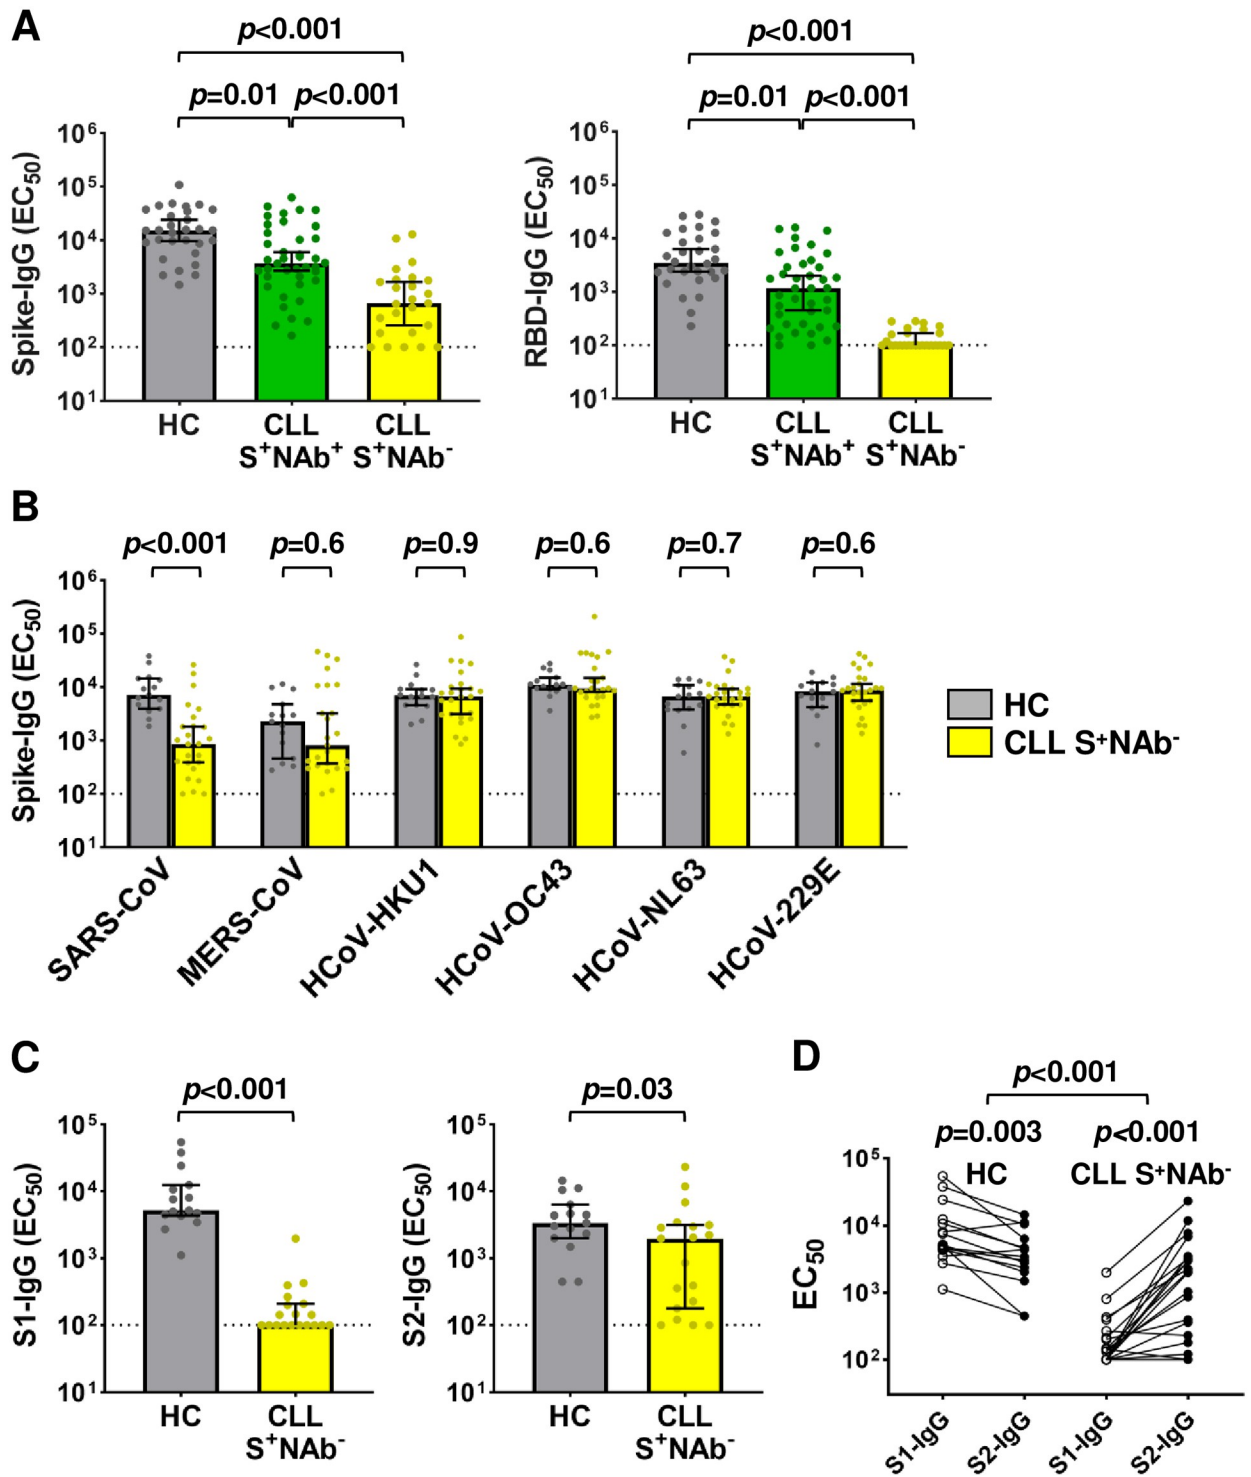 A
p<0.001
p=0.01 p<0.001
Spike-IgG (EC50)
10^6
10^5
10^4
10^3
10^2
10^1
HC
CLL S+NAb+
CLL S+NAb-
p<0.001
p=0.01 p<0.001
RBD-IgG (EC50)
10^6
10^5
10^4
10^3
10^2
10^1
HC
CLL S+NAb+
CLL S+NAb-
B
p<0.001 p=0.6 p=0.9 p=0.6 p=0.7 p=0.6
Spike-IgG (EC50)
10^6
10^5
10^4
10^3
10^2
10^1
SARS-CoV
MERS-CoV
HCoV-HKU1
HCoV-OC43
HCoV-NL63
HCoV-229E
HC
CLL S+NAb-
C
p<0.001
S1-IgG (EC50)
10^5
10^4
10^3
10^2
10^1
HC
CLL S+NAb-
p=0.03
S2-IgG (EC50)
10^5
10^4
10^3
10^2
10^1
HC
CLL S+NAb-
D
p<0.001
p=0.003 p<0.001
HC CLL S+NAb-
EC50
10^5
10^4
10^3
10^2
S1-IgG
S2-IgG
S1-IgG
S2-IgG